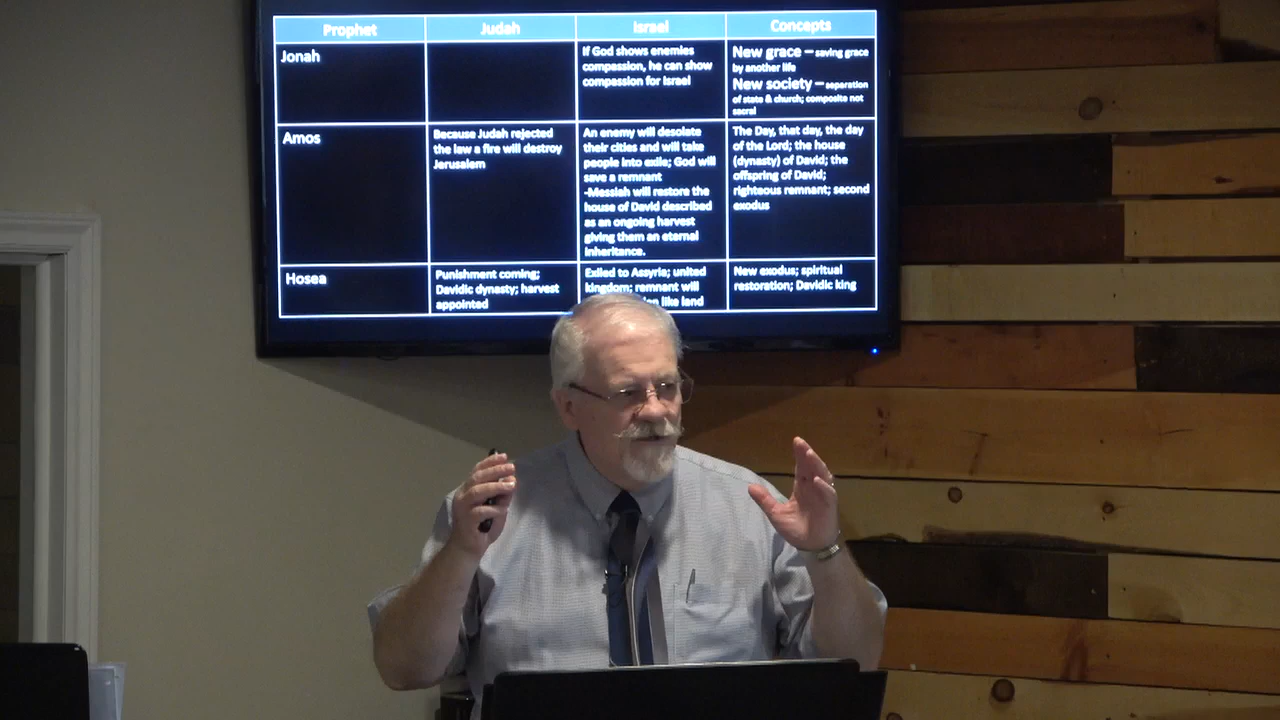 Prophet
Judah
Israel
Concepts
Jonah
If God shows enemies
compassion, he can show
compassion for Israel
New grace – saving grace
by another life
New society – separation
of state & church; composite not
sacral
Amos
Because Judah rejected
the law a fire will destroy
Jerusalem
An enemy will desolate
their cities and will take
people into exile; God will
save a remnant
-Messiah will restore the
house of David described
as an ongoing harvest
giving them an eternal
inheritance.
The Day, that day, the day
of the Lord; the house
(dynasty) of David; the
offspring of David;
righteous remnant; second
exodus
Hosea
Punishment coming;
Davidic dynasty; harvest
appointed
Exiled to Assyria; united
kingdom; remnant will
like land
New exodus; spiritual
restoration; Davidic king